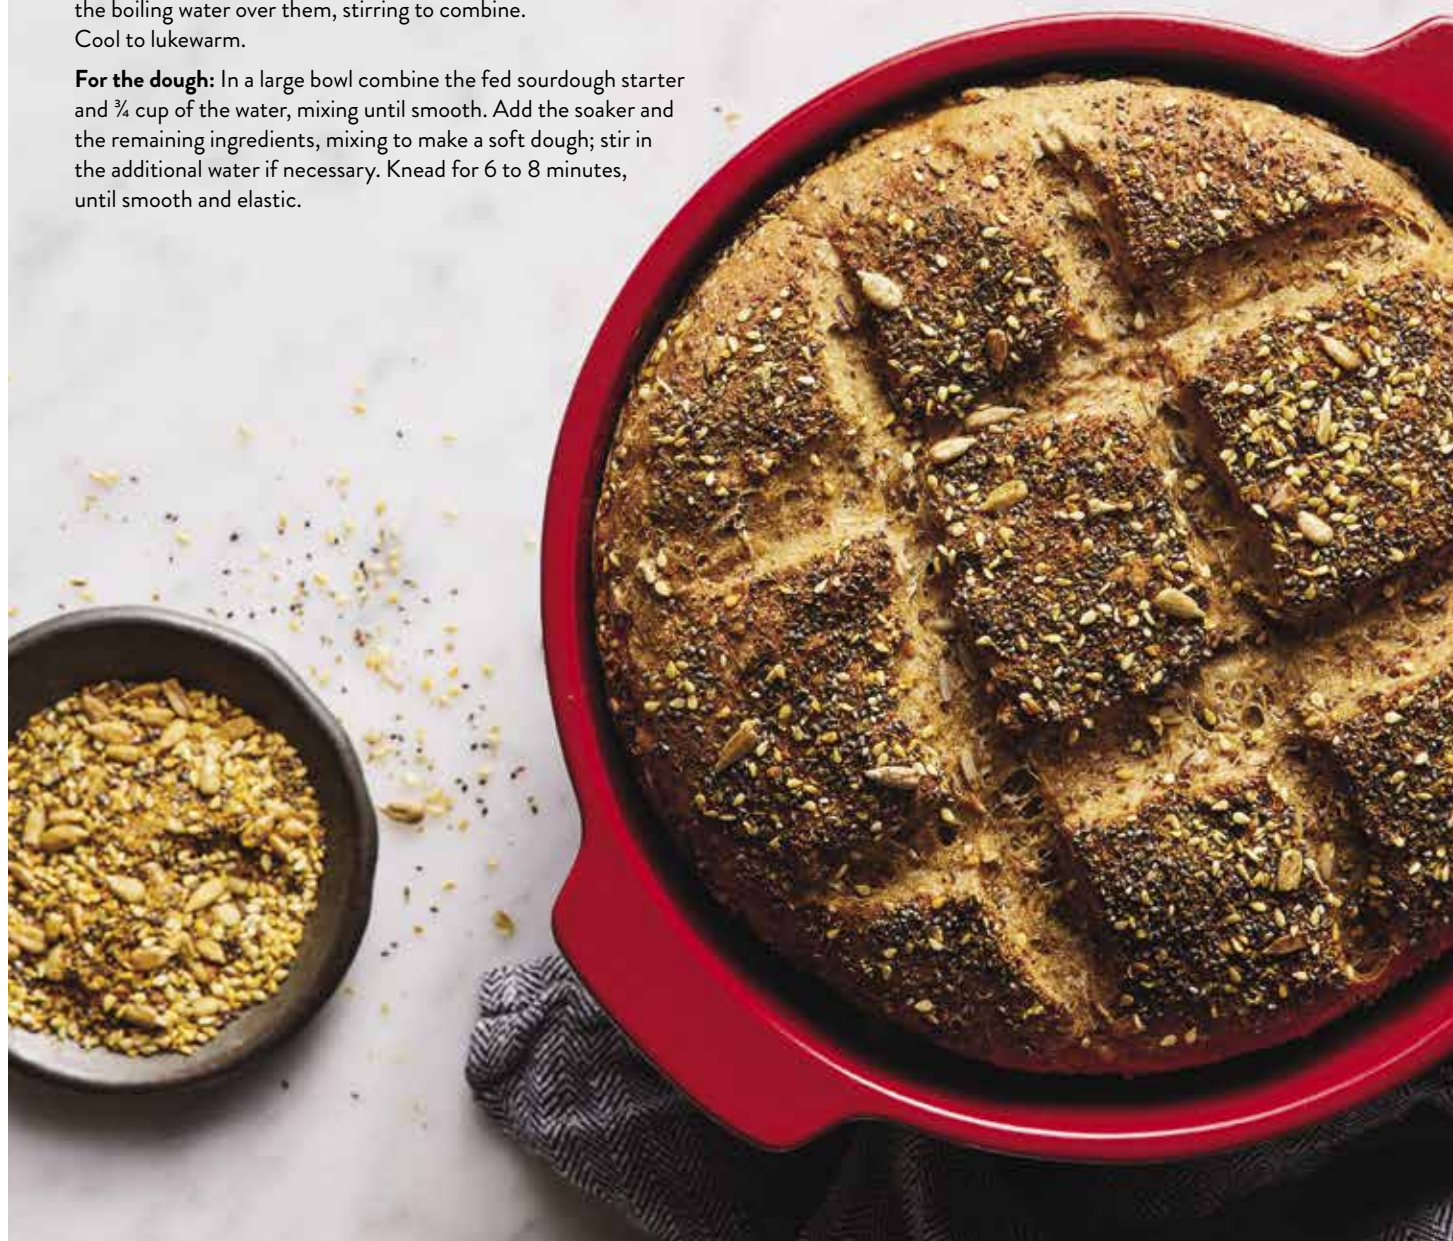 the boiling water over them, stirring to combine.
Cool to lukewarm.
For the dough: In a large bowl combine the fed sourdough starter
and ¾ cup of the water, mixing until smooth. Add the soaker and
the remaining ingredients, mixing to make a soft dough; stir in
the additional water if necessary. Knead for 6 to 8 minutes,
until smooth and elastic.